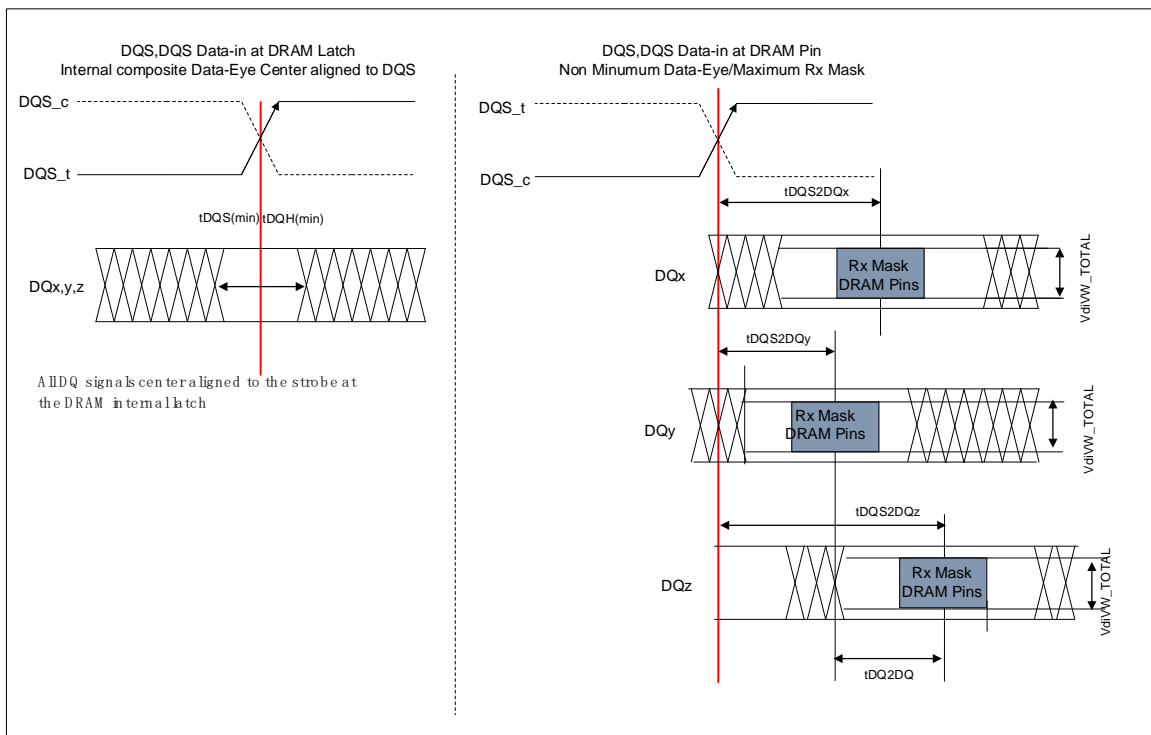 DQS,DQS Data-in at DRAM Latch
Internal composite Data-Eye Center aligned to DQS
DQS_c
DQS_t
tDQS(min) tDQH(min)
DQx,y,z
All DQ signals center aligned to the strobe at
the DRAM internal latch
DQS,DQS Data-in at DRAM Pin
Non Minumum Data-Eye/Maximum Rx Mask
DQS_t
DQS_c
tDQS2DQx
DQx
Rx Mask
DRAM Pins
VdiVW_TOTAL
tDQS2DQy
DQy
Rx Mask
DRAM Pins
VdiVW_TOTAL
tDQS2DQz
DQz
Rx Mask
DRAM Pins
VdiVW_TOTAL
tDQ2DQ